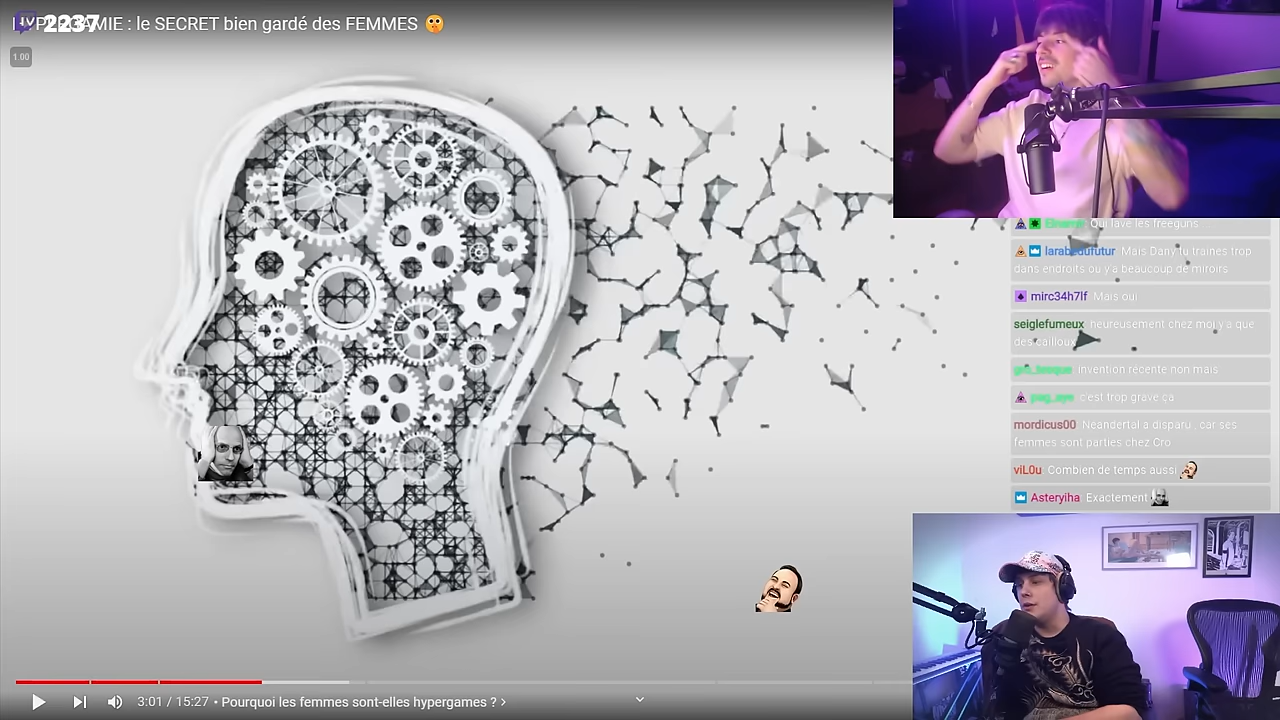 HYPERGAMIE : le SECRET bien gardé des FEMMES 🤫
2237
1.00
Qui lave les freeguns
Mais Dany tu traines trop
dans endroits ou y'a beaucoup de miroirs
mirc34h7lf Mais oui
seiglefumeux heureusement chez moi y a que
des cailloux
invention recente non mais
c'est trop grave ça
mordicus00 Neandertal a disparu , car ses
femmes sont parties chez Cro
viL0u Combien de temps aussi
Asteryiha Exactement
3:01 / 15:27 • Pourquoi les femmes sont-elles hypergames ? ›